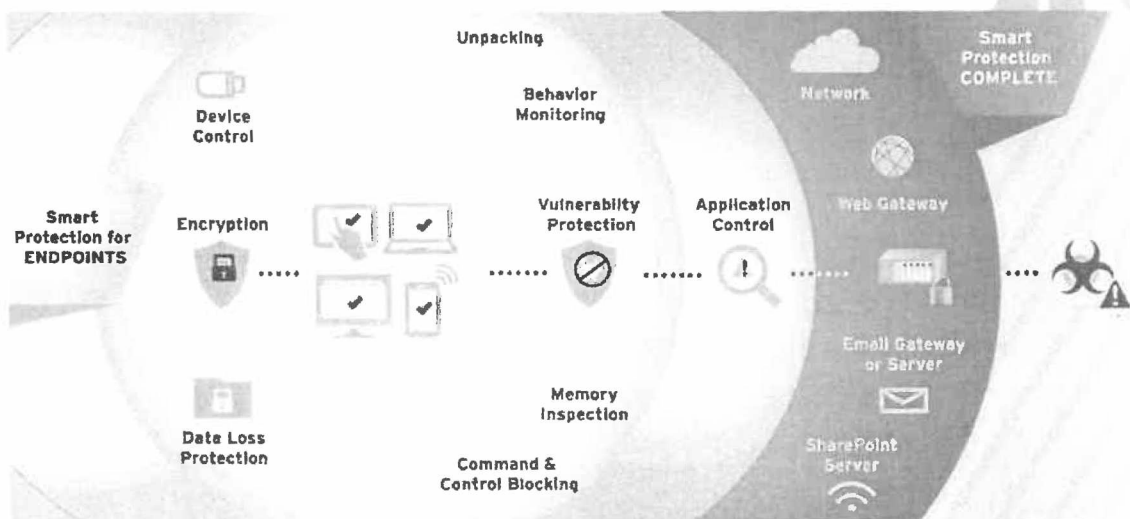 Unpacking
Smart
Protection
COMPLETE
Network
Behavior
Monitoring
Device
Control
Web Gateway
Smart
Protection for
ENDPOINTS
Encryption
Vulnerability
Protection
Application
Control
Email Gateway
or Server
Memory
Inspection
Data Loss
Protection
SharePoint
Server
Command &
Control Blocking